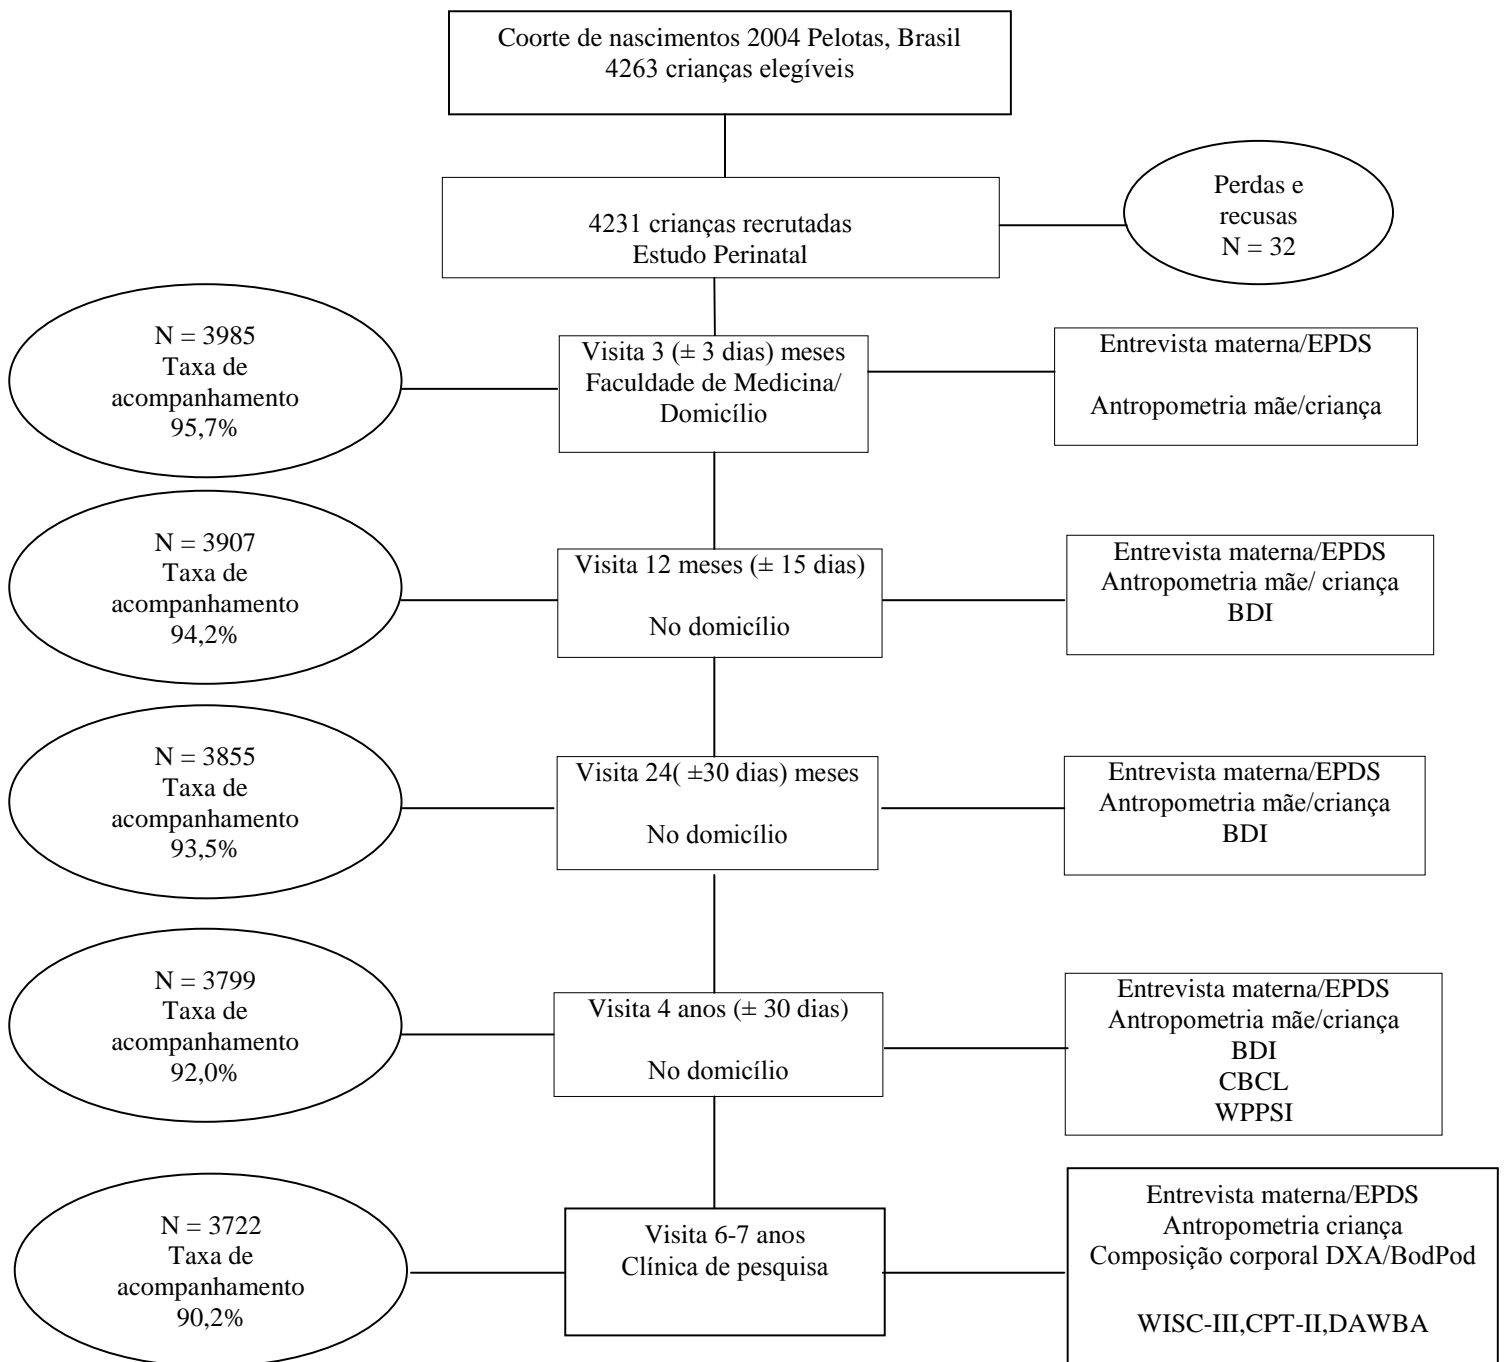 Coorte de nascimentos 2004 Pelotas, Brasil
4263 crianças elegíveis
4231 crianças recrutadas
Estudo Perinatal
Perdas e
recusas
N = 32
N = 3985
Taxa de
acompanhamento
95,7%
Visita 3 (± 3 dias) meses
Faculdade de Medicina/
Domicílio
Entrevista materna/EPDS
Antropometria mãe/criança
N = 3907
Taxa de
acompanhamento
94,2%
Visita 12 meses (± 15 dias)
No domicílio
Entrevista materna/EPDS
Antropometria mãe/ criança
BDI
N = 3855
Taxa de
acompanhamento
93,5%
Visita 24( ±30 dias) meses
No domicílio
Entrevista materna/EPDS
Antropometria mãe/criança
BDI
N = 3799
Taxa de
acompanhamento
92,0%
Visita 4 anos (± 30 dias)
No domicílio
Entrevista materna/EPDS
Antropometria mãe/criança
BDI
CBCL
WPPSI
N = 3722
Taxa de
acompanhamento
90,2%
Visita 6-7 anos
Clínica de pesquisa
Entrevista materna/EPDS
Antropometria criança
Composição corporal DXA/BodPod
WISC-III,CPT-II,DAWBA